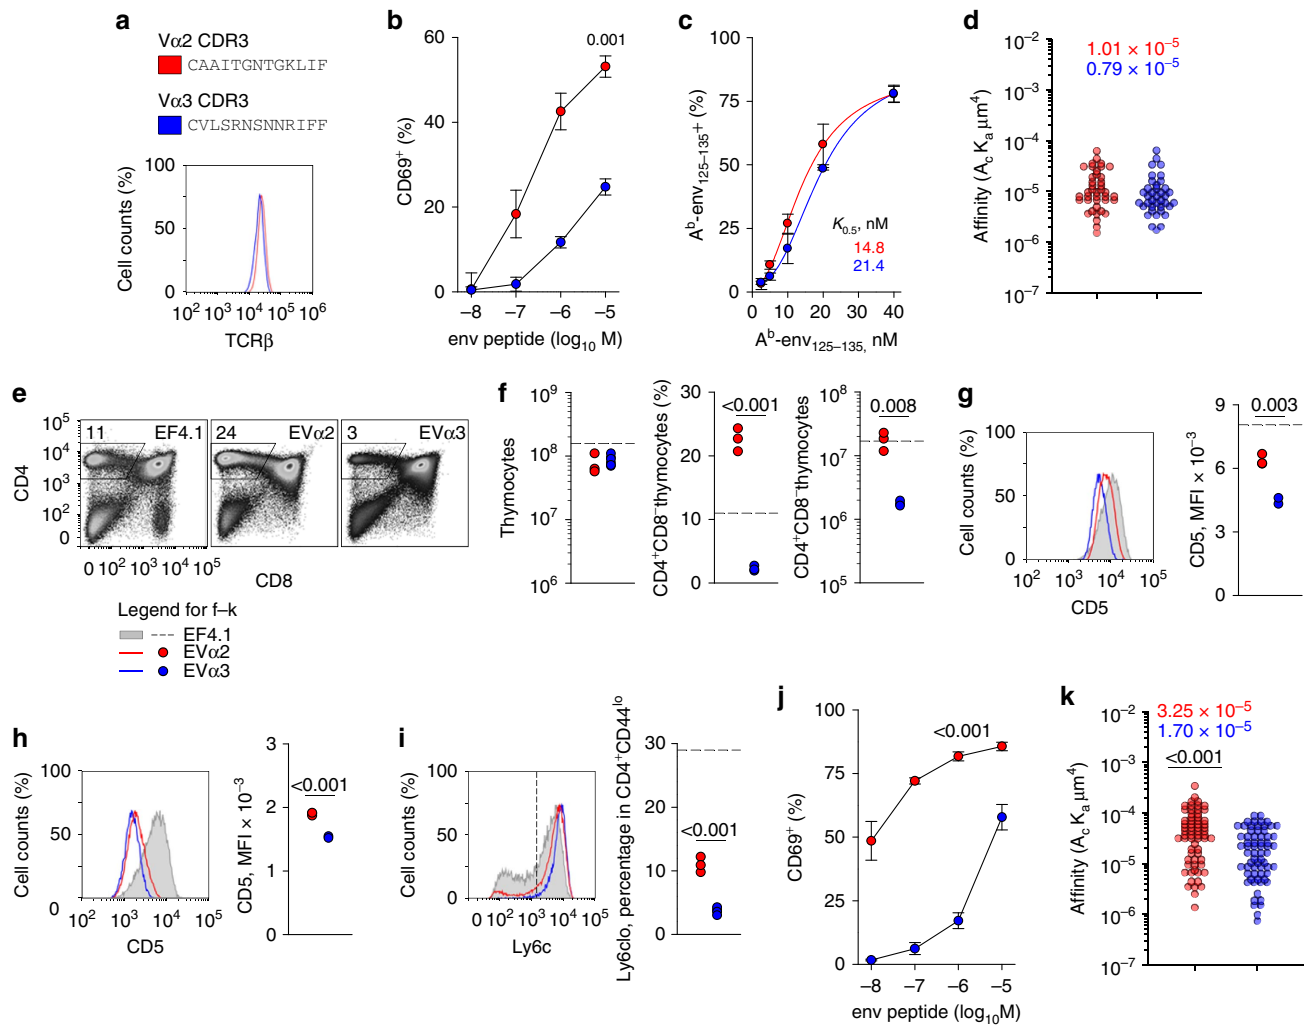 a
Vα2 CDR3
CAAITGNTGKLIF
Vα3 CDR3
CVLSRNSNNRIFF
Cell counts (%)
100
50
0
10² 10³ 10⁴ 10⁵ 10⁶
TCRβ
b
CD69⁺ (%)
60
40
20
0
0.001
–8 –7 –6 –5
env peptide (log₁₀ M)
c
Aᵇ-env₁₂₅₋₁₃₅+ (%)
100
75
50
25
0
K₀.₅, nM
14.8
21.4
0 10 20 30 40
Aᵇ-env₁₂₅₋₁₃₅, nM
d
1.01 × 10⁻⁵
0.79 × 10⁻⁵
Affinity (A꜀ Kₐ μm⁴)
10⁻²
10⁻³
10⁻⁴
10⁻⁵
10⁻⁶
10⁻⁷
e
CD4
10⁵
10⁴
10³
10²
0
11 EF4.1
24 EVα2
3 EVα3
0 10² 10³ 10⁴ 10⁵
CD8
Legend for f–k
EF4.1
EVα2
EVα3
f
Thymocytes
10⁹
10⁸
10⁷
10⁶
CD4⁺CD8⁻thymocytes (%)
30
20
10
0
<0.001
CD4⁺CD8⁻thymocytes
10⁸
10⁷
10⁶
10⁵
0.008
g
Cell counts (%)
100
50
0
10² 10³ 10⁴ 10⁵
CD5
CD5, MFI × 10⁻³
9
6
3
0
0.003
h
Cell counts (%)
100
50
0
10² 10³ 10⁴ 10⁵
CD5
CD5, MFI × 10⁻³
3
2
1
0
<0.001
i
Cell counts (%)
100
50
0
10² 10³ 10⁴ 10⁵
Ly6c
Ly6clo, percentage in CD4⁺CD44ˡᵒ
30
20
10
0
<0.001
j
CD69⁺ (%)
100
75
50
25
0
<0.001
–8 –7 –6 –5
env peptide (log₁₀M)
k
3.25 × 10⁻⁵
1.70 × 10⁻⁵
<0.001
Affinity (A꜀ Kₐ μm⁴)
10⁻²
10⁻³
10⁻⁴
10⁻⁵
10⁻⁶
10⁻⁷